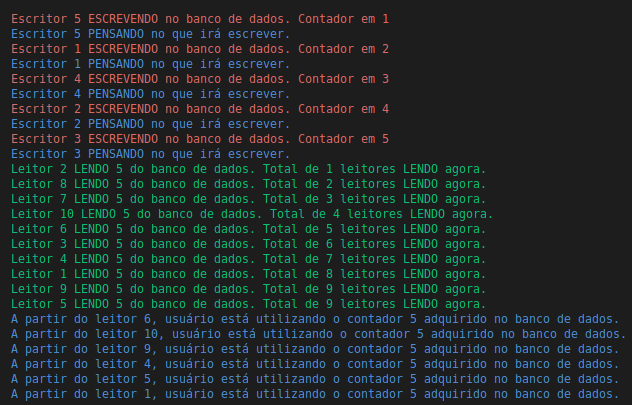 Escritor 5 ESCREVENDO no banco de dados. Contador em 1
Escritor 5 PENSANDO no que irá escrever.
Escritor 1 ESCREVENDO no banco de dados. Contador em 2
Escritor 1 PENSANDO no que irá escrever.
Escritor 4 ESCREVENDO no banco de dados. Contador em 3
Escritor 4 PENSANDO no que irá escrever.
Escritor 2 ESCREVENDO no banco de dados. Contador em 4
Escritor 2 PENSANDO no que irá escrever.
Escritor 3 ESCREVENDO no banco de dados. Contador em 5
Escritor 3 PENSANDO no que irá escrever.
Leitor 2 LENDO 5 do banco de dados. Total de 1 leitores LENDO agora.
Leitor 8 LENDO 5 do banco de dados. Total de 2 leitores LENDO agora.
Leitor 7 LENDO 5 do banco de dados. Total de 3 leitores LENDO agora.
Leitor 10 LENDO 5 do banco de dados. Total de 4 leitores LENDO agora.
Leitor 6 LENDO 5 do banco de dados. Total de 5 leitores LENDO agora.
Leitor 3 LENDO 5 do banco de dados. Total de 6 leitores LENDO agora.
Leitor 4 LENDO 5 do banco de dados. Total de 7 leitores LENDO agora.
Leitor 1 LENDO 5 do banco de dados. Total de 8 leitores LENDO agora.
Leitor 9 LENDO 5 do banco de dados. Total de 9 leitores LENDO agora.
Leitor 5 LENDO 5 do banco de dados. Total de 9 leitores LENDO agora.
A partir do leitor 6, usuário está utilizando o contador 5 adquirido no banco de dados.
A partir do leitor 10, usuário está utilizando o contador 5 adquirido no banco de dados.
A partir do leitor 9, usuário está utilizando o contador 5 adquirido no banco de dados.
A partir do leitor 4, usuário está utilizando o contador 5 adquirido no banco de dados.
A partir do leitor 5, usuário está utilizando o contador 5 adquirido no banco de dados.
A partir do leitor 1, usuário está utilizando o contador 5 adquirido no banco de dados.